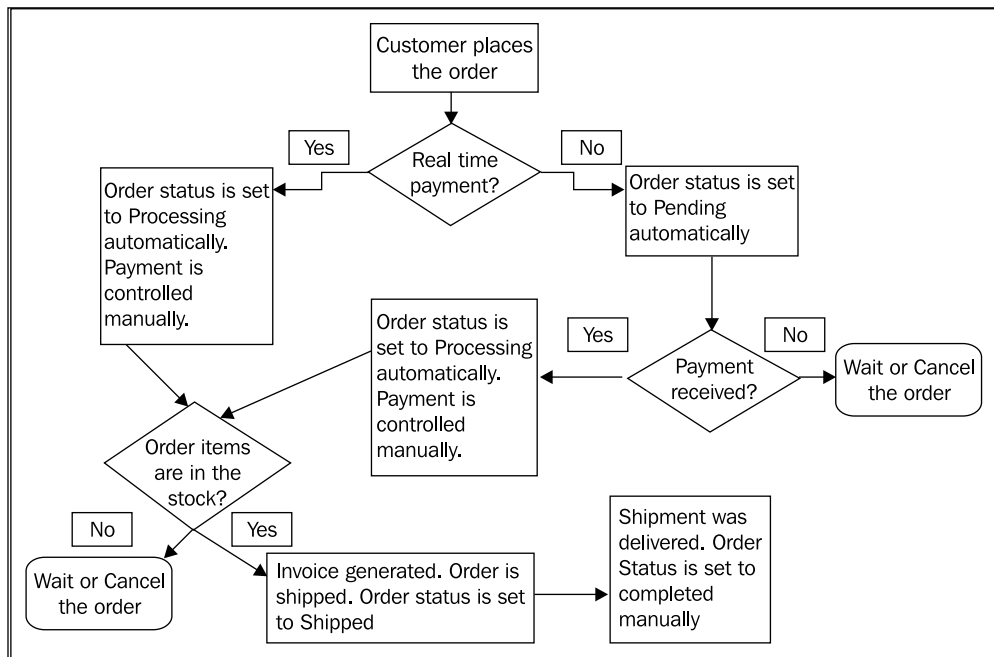 Customer places
the order
Yes
No
Real time
payment?
Order status is set
to Processing
automatically.
Payment is
controlled
manually.
Order status is set
to Pending
automatically
Order status is
set to Processing
automatically.
Payment is
controlled
manually.
Yes
No
Payment
received?
Wait or Cancel
the order
Order items
are in the
stock?
No
Yes
Wait or Cancel
the order
Invoice generated. Order is
shipped. Order status is set
to Shipped
Shipment was
delivered. Order
Status is set to
completed
manually